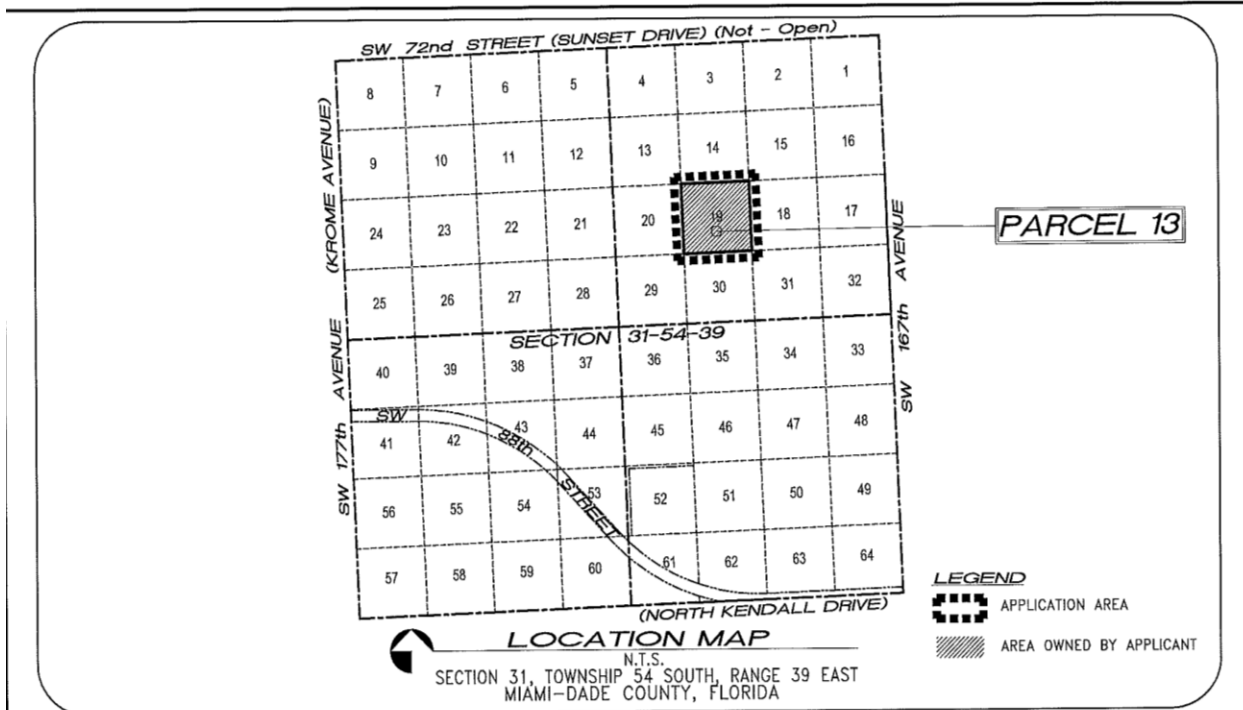 SW 72nd STREET (SUNSET DRIVE) (Not - Open)
8 7 6 5 4 3 2 1
9 10 11 12 13 14 15 16
24 23 22 21 20 19 18 17
25 26 27 28 29 30 31 32
SECTION 31-54-39
40 39 38 37 36 35 34 33
41 42 43 44 45 46 47 48
56 55 54 53 52 51 50 49
57 58 59 60 61 62 63 64
SW 177th AVENUE (KROME AVENUE)
SW 88th STREET
(NORTH KENDALL DRIVE)
SW 167th AVENUE
PARCEL 13
LEGEND
APPLICATION AREA
AREA OWNED BY APPLICANT
LOCATION MAP
N.T.S.
SECTION 31, TOWNSHIP 54 SOUTH, RANGE 39 EAST
MIAMI-DADE COUNTY, FLORIDA